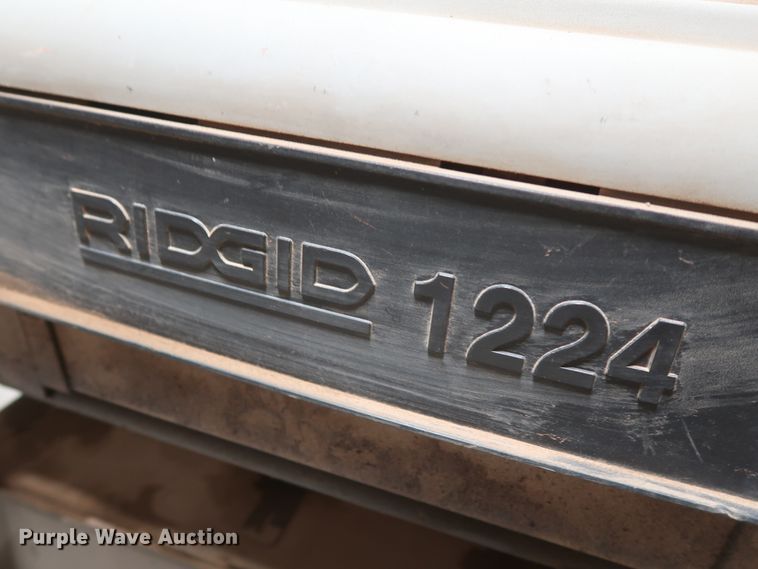 RIDGID 1224
Purple Wave Auction